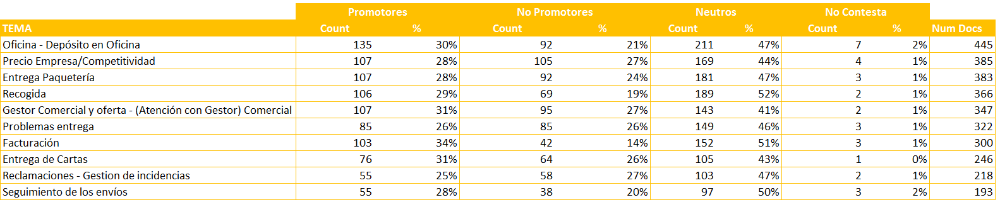 Promotores No Promotores Neutros No Contesta
TEMA Count % Count % Count % Count % Num Docs
Oficina - Depósito en Oficina 135 30% 92 21% 211 47% 7 2% 445
Precio Empresa/Competitividad 107 28% 105 27% 169 44% 4 1% 385
Entrega Paquetería 107 28% 92 24% 181 47% 3 1% 383
Recogida 106 29% 69 19% 189 52% 2 1% 366
Gestor Comercial y oferta - (Atención con Gestor) Comercial 107 31% 95 27% 143 41% 2 1% 347
Problemas entrega 85 26% 85 26% 149 46% 3 1% 322
Facturación 103 34% 42 14% 152 51% 3 1% 300
Entrega de Cartas 76 31% 64 26% 105 43% 1 0% 246
Reclamaciones - Gestion de incidencias 55 25% 58 27% 103 47% 2 1% 218
Seguimiento de los envíos 55 28% 38 20% 97 50% 3 2% 193